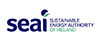 seai
SUSTAINABLE
ENERGY AUTHORITY
OF IRELAND